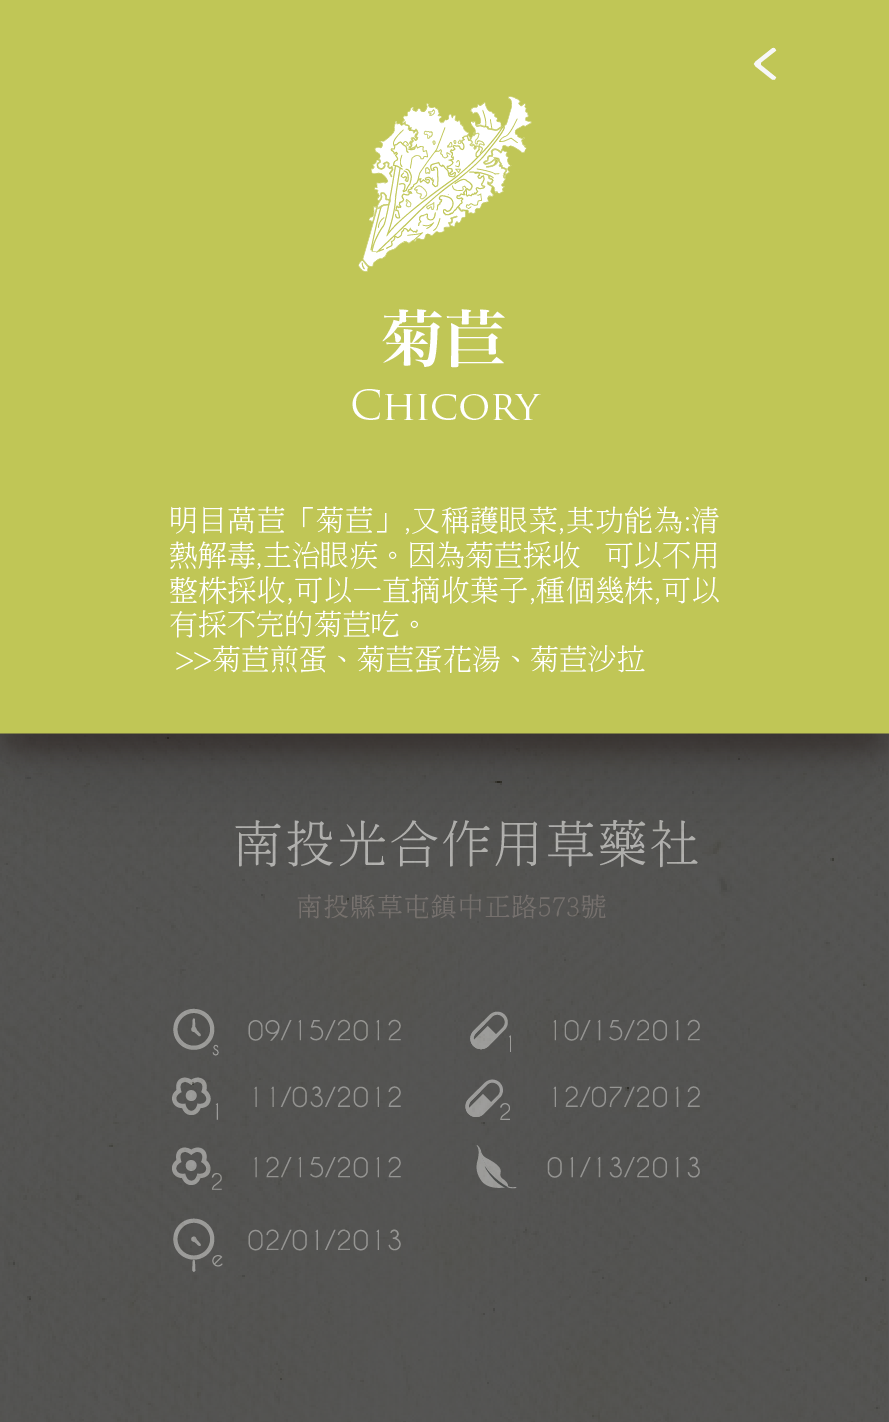 菊苣
CHICORY
明目萵苣「菊苣」,又稱護眼菜,其功能為:清
熱解毒,主治眼疾。因為菊苣採收 可以不用
整株採收,可以一直摘收葉子,種個幾株,可以
有採不完的菊苣吃。
>>菊苣煎蛋、菊苣蛋花湯、菊苣沙拉
南投光合作用草藥社
南投縣草屯鎮中正路573號
s 09/15/2012 1 10/15/2012
1 11/03/2012 2 12/07/2012
2 12/15/2012 01/13/2013
e 02/01/2013